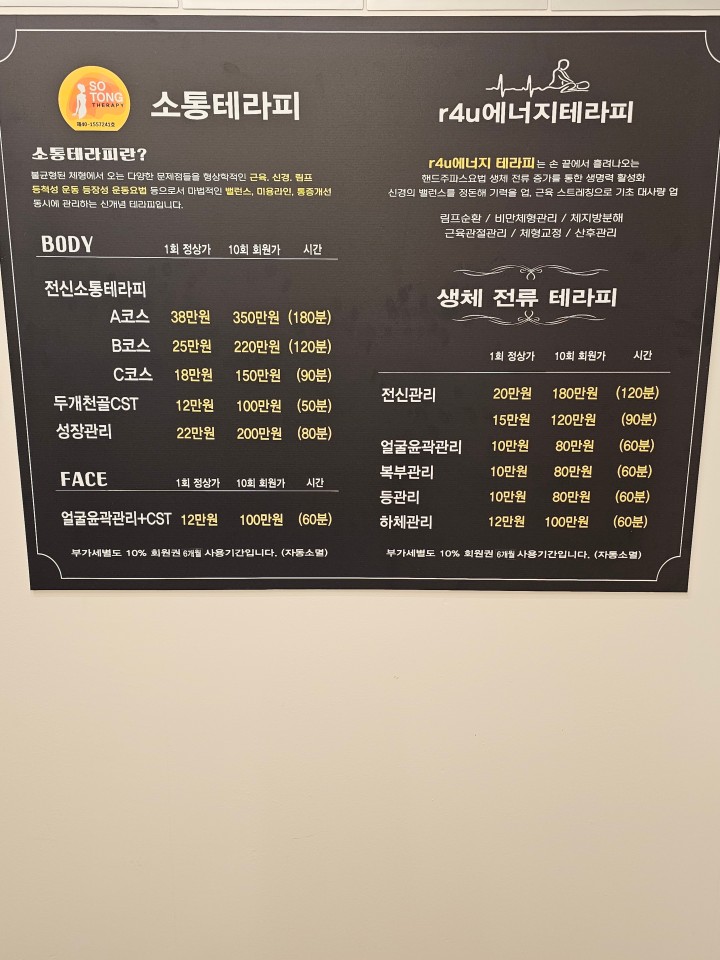 SO
TONG
THERAPY
제40-1557241호
소통테라피
소통테라피란?
불균형된 체형에서 오는 다양한 문제점들을 형상학적인 근육, 신경, 림프
등척성 운동 등장성 운동요법 등으로서 마법적인 밸런스, 미용라인, 통증개선
동시에 관리하는 신개념 테라피입니다.
BODY 1회 정상가 10회 회원가 시간
전신소통테라피
A코스 38만원 350만원 (180분)
B코스 25만원 220만원 (120분)
C코스 18만원 150만원 (90분)
두개천골CST 12만원 100만원 (50분)
성장관리 22만원 200만원 (80분)
FACE 1회 정상가 10회 회원가 시간
얼굴윤곽관리+CST 12만원 100만원 (60분)
부가세별도 10% 회원권 6개월 사용기간입니다. (자동소멸)
r4u에너지테라피
r4u에너지 테라피는 손 끝에서 흘러나오는
핸드주파스요법 생체 전류 증가를 통한 생명력 활성화
신경의 밸런스를 정돈해 기력을 업, 근육 스트레칭으로 기초 대사량 업
림프순환 / 비만체형관리 / 체지방분해
근육관절관리 / 체형교정 / 산후관리
생체 전류 테라피
1회 정상가 10회 회원가 시간
전신관리 20만원 180만원 (120분)
15만원 120만원 (90분)
얼굴윤곽관리 10만원 80만원 (60분)
복부관리 10만원 80만원 (60분)
등관리 10만원 80만원 (60분)
하체관리 12만원 100만원 (60분)
부가세별도 10% 회원권 6개월 사용기간입니다. (자동소멸)